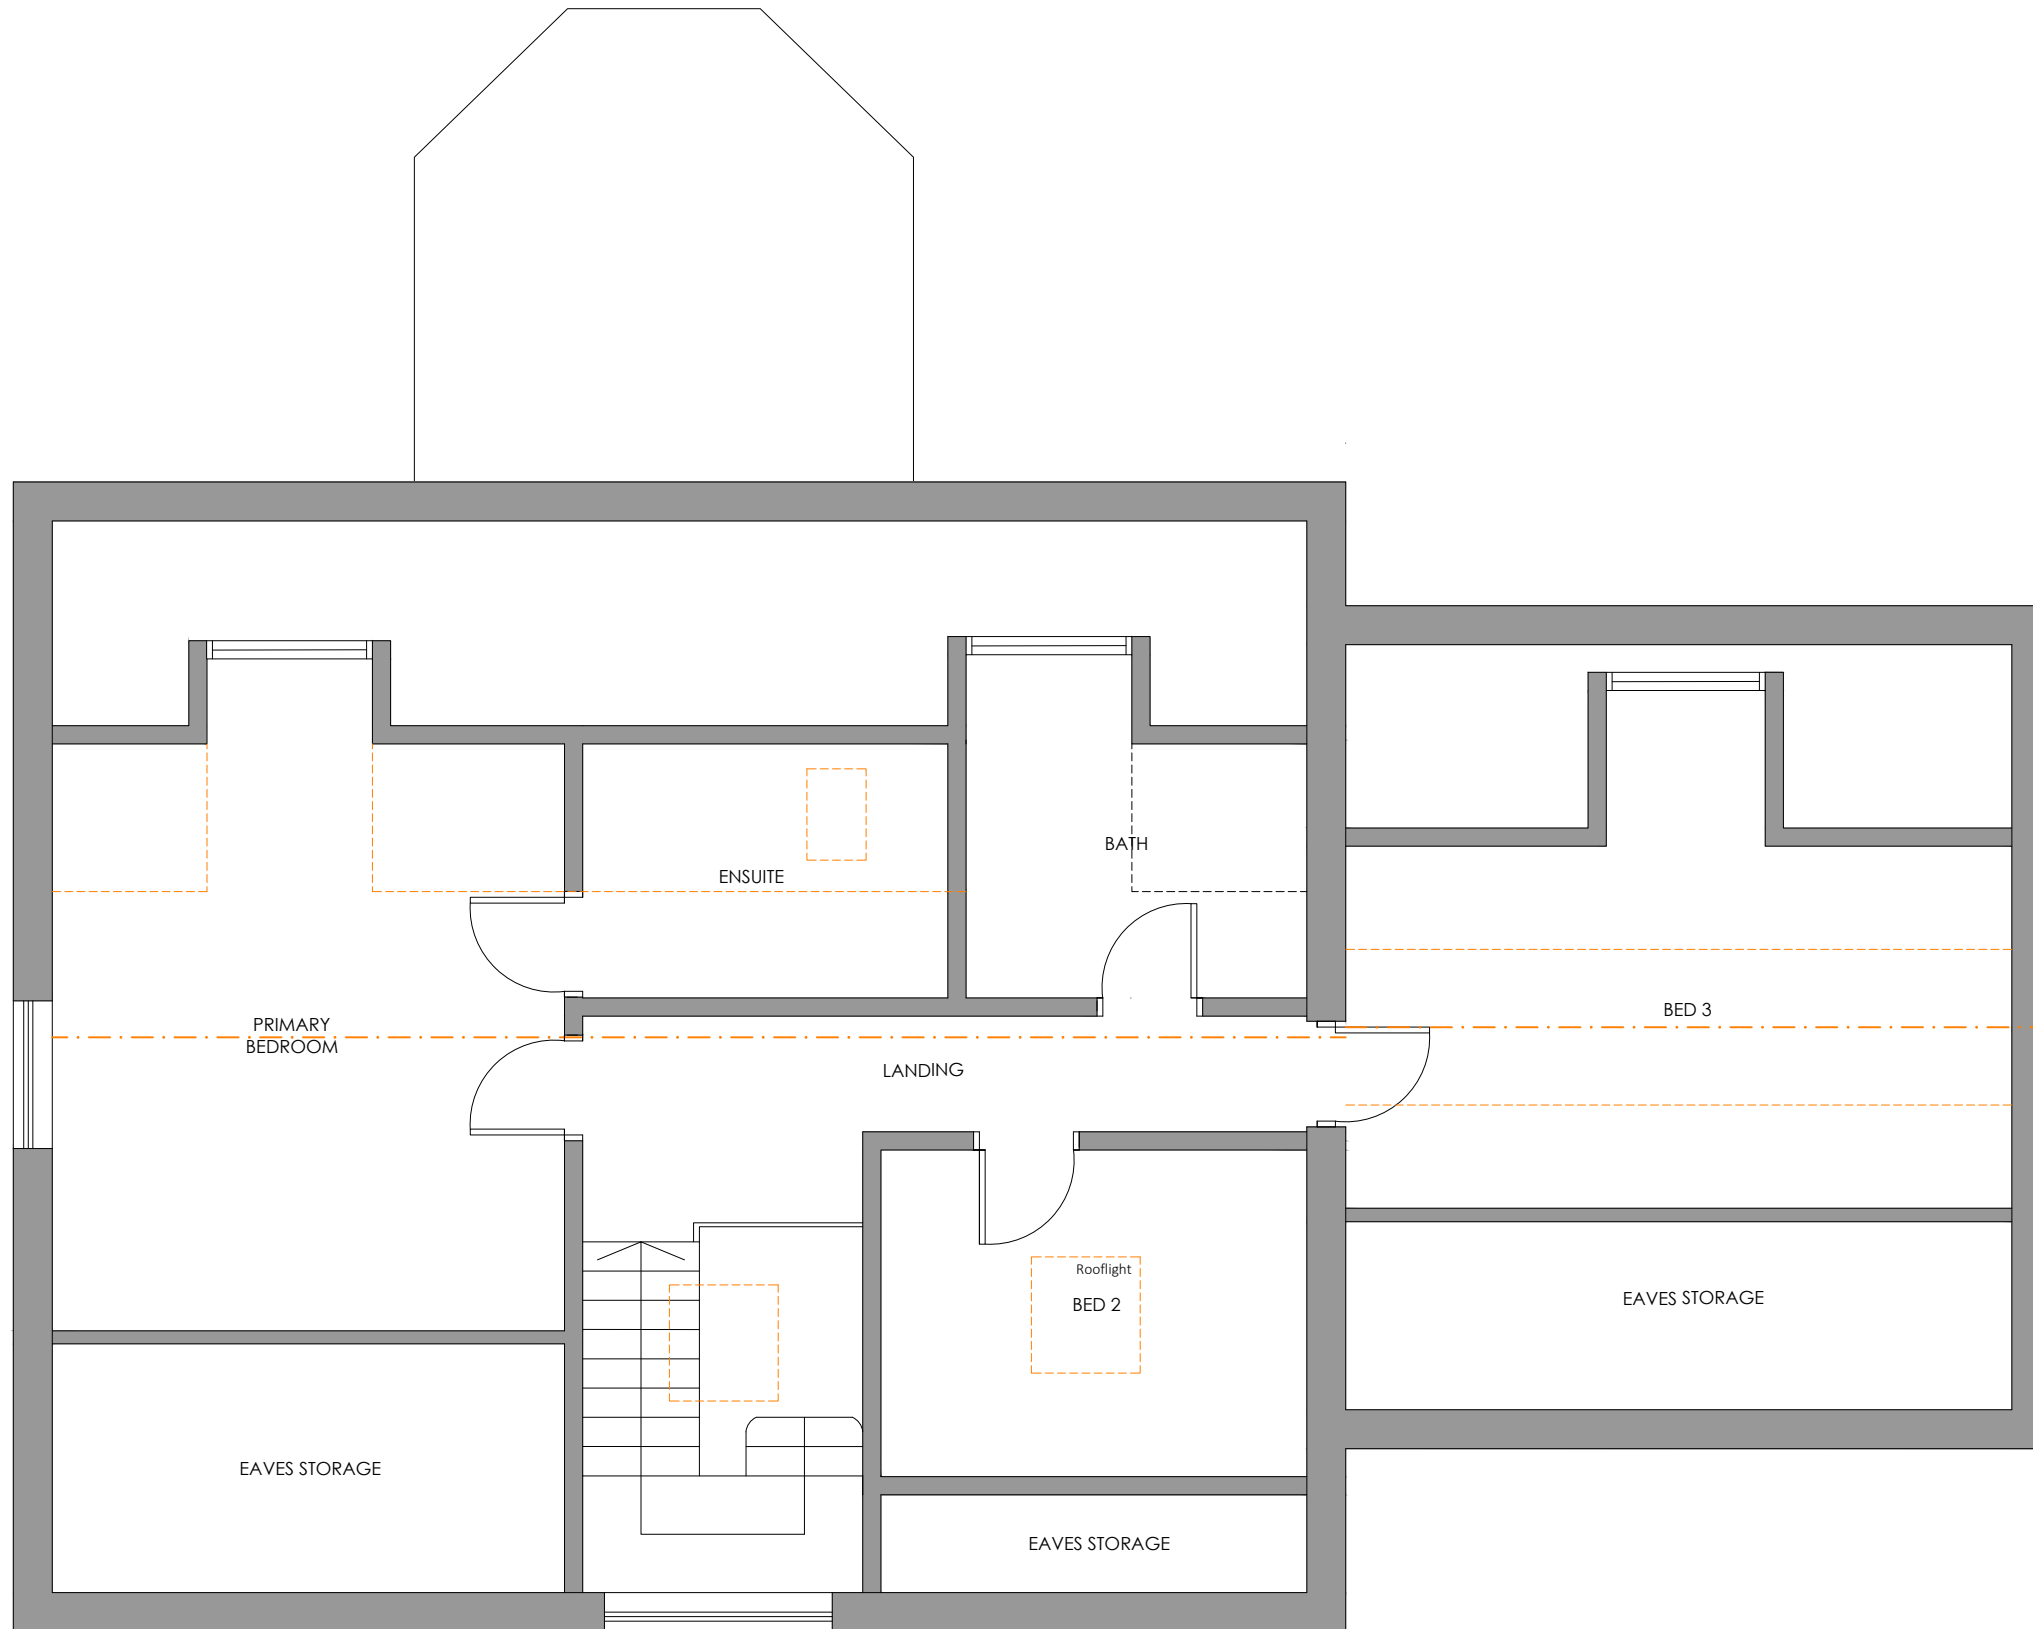 BATH
ENSUITE
BED 3
PRIMARY
BEDROOM
LANDING
Rooflight
BED 2
EAVES STORAGE
EAVES STORAGE
EAVES STORAGE